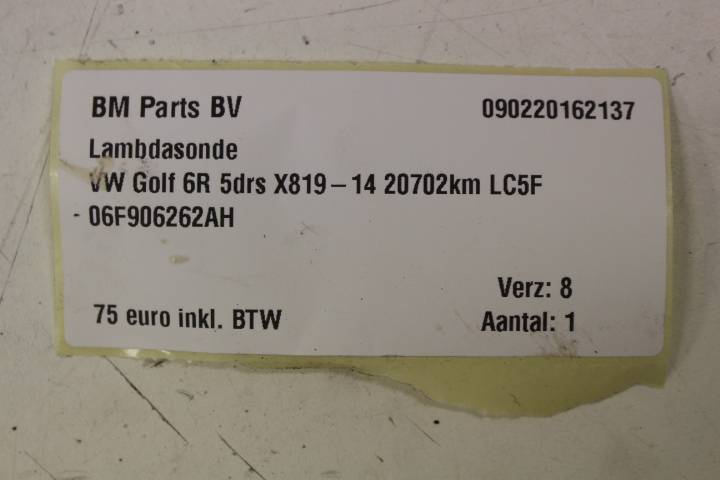 BM Parts BV 090220162137
Lambdasonde
VW Golf 6R 5drs X819-14 20702km LC5F
06F906262AH
Verz: 8
75 euro inkl. BTW Aantal: 1